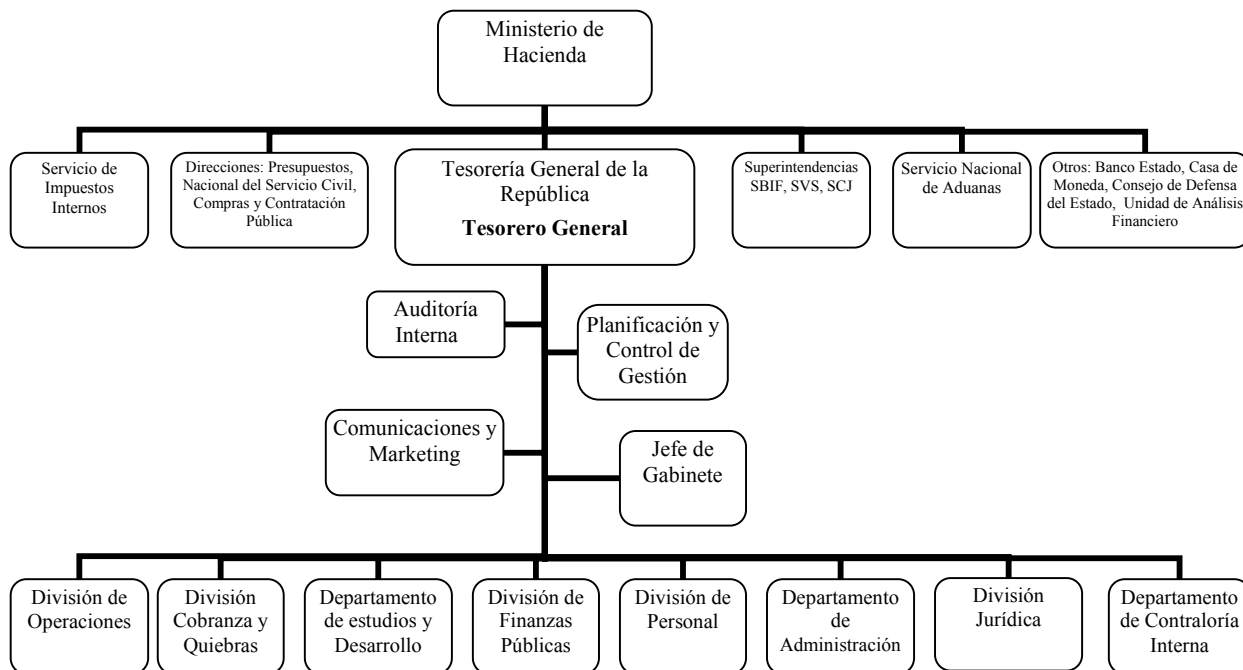 Ministerio de
Hacienda
Servicio de
Impuestos
Internos
Direcciones: Presupuestos,
Nacional del Servicio Civil,
Compras y Contratación
Pública
Tesorería General de la
República
Tesorero General
Superintendencias
SBIF, SVS, SCJ
Servicio Nacional
de Aduanas
Otros: Banco Estado, Casa de
Moneda, Consejo de Defensa
del Estado, Unidad de Análisis
Financiero
Auditoría
Interna
Planificación y
Control de
Gestión
Comunicaciones y
Marketing
Jefe de
Gabinete
División de
Operaciones
División
Cobranza y
Quiebras
Departamento
de estudios y
Desarrollo
División de
Finanzas
Públicas
División de
Personal
Departamento
de
Administración
División
Jurídica
Departamento
de Contraloría
Interna